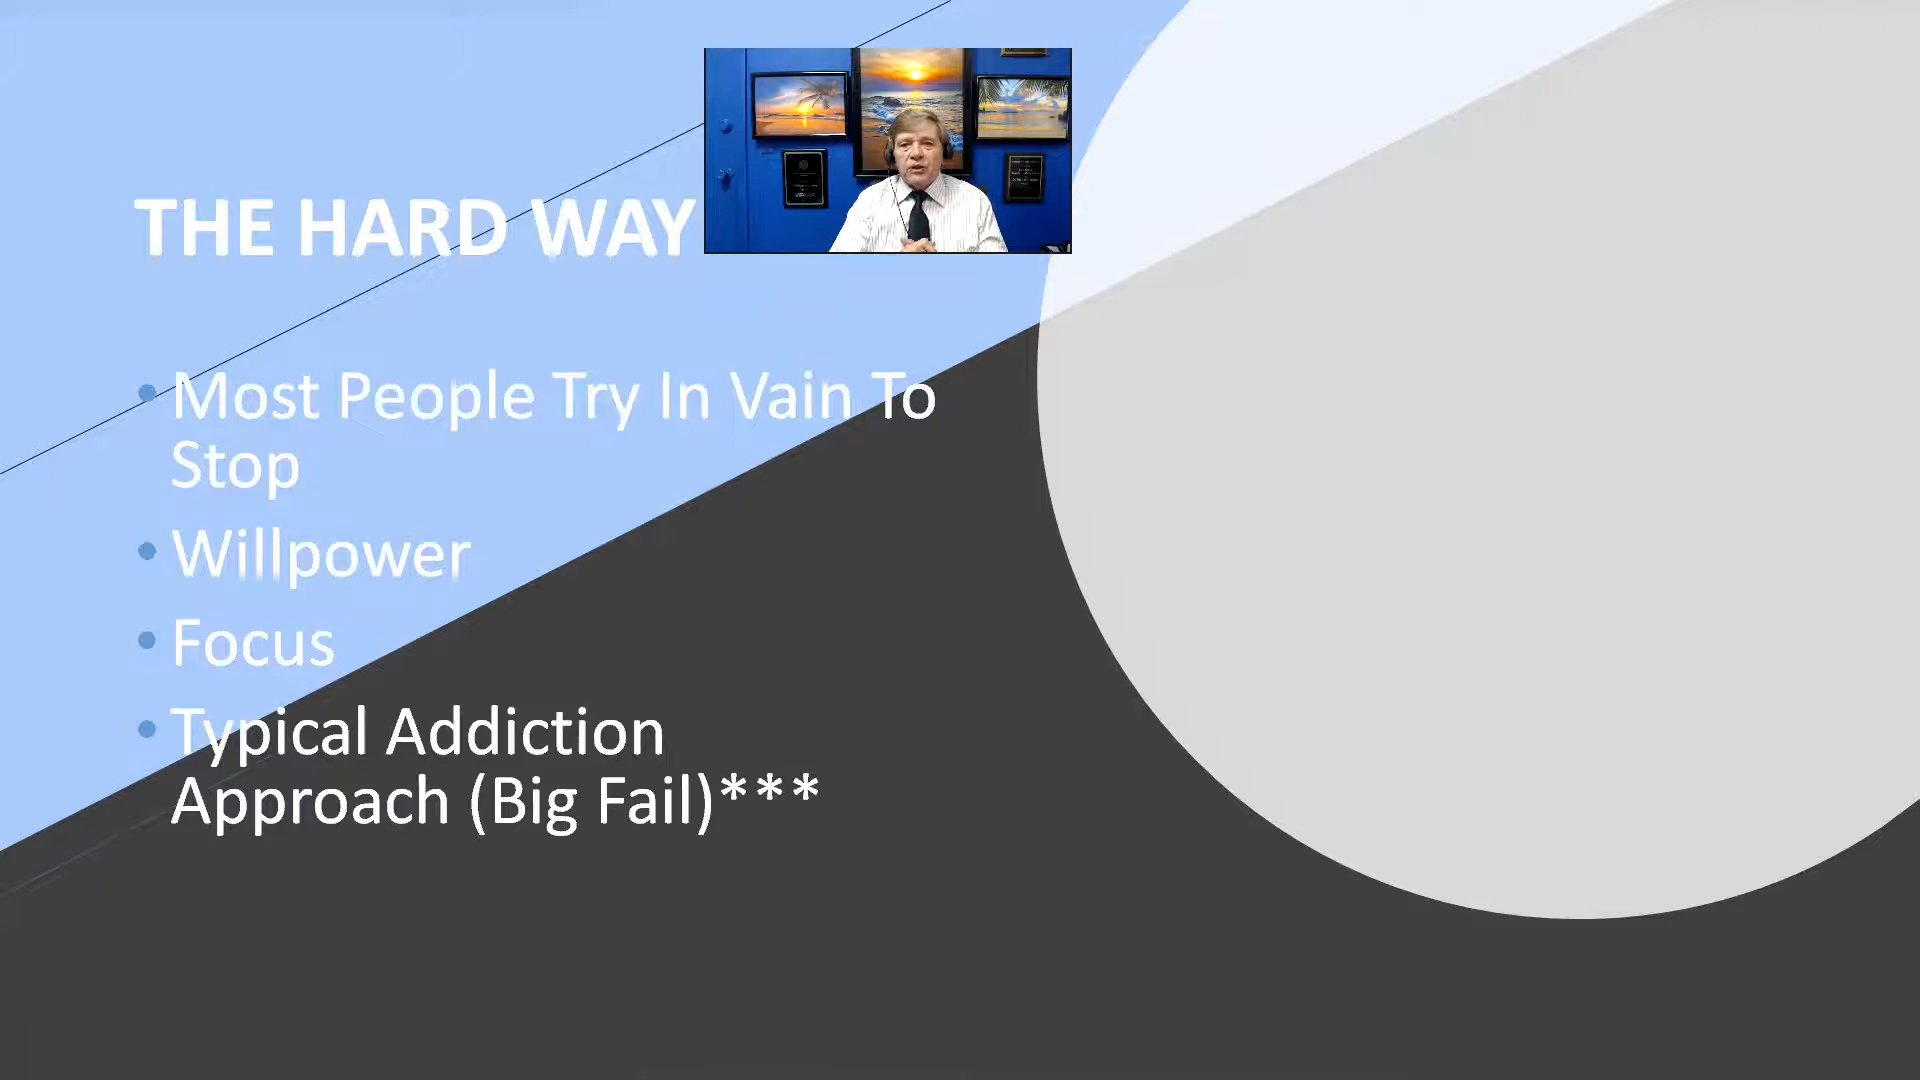 THE HARD WAY
• Most People Try In Vain To
Stop
• Willpower
• Focus
• Typical Addiction
Approach (Big Fail)***